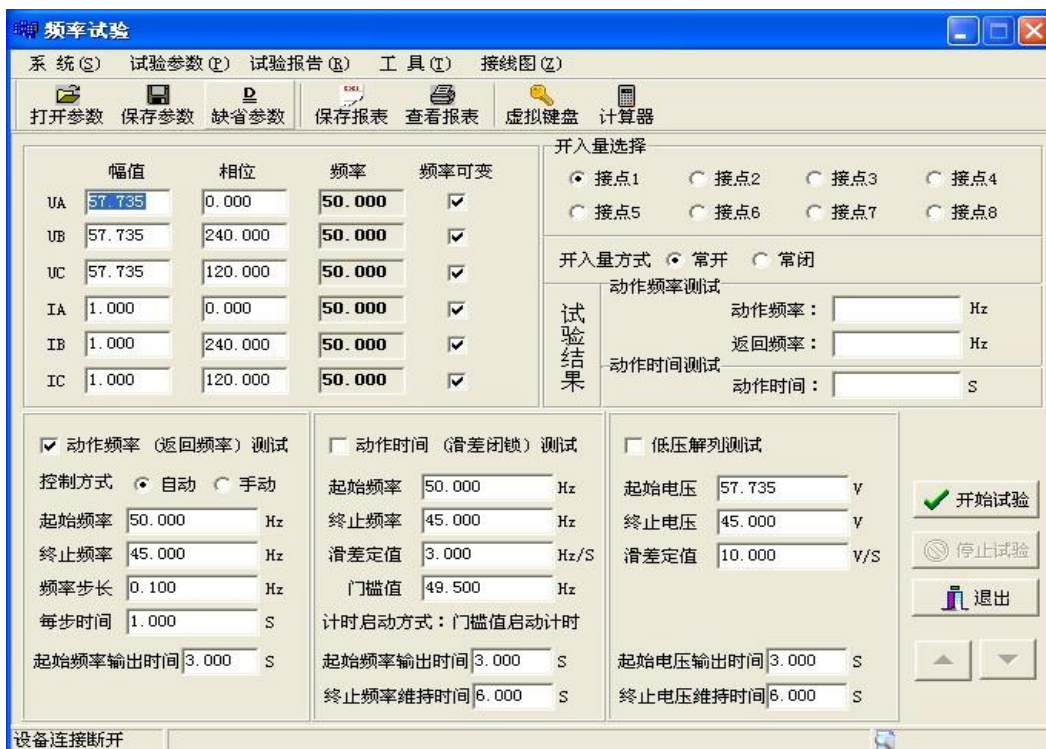 频率试验
系 统(S) 试验参数(P) 试验报告(R) 工 具(T) 接线图(Z)
D
打开参数 保存参数 缺省参数 保存报表 查看报表 虚拟键盘 计算器
幅值 相位 频率 频率可变
UA 57.735 0.000 50.000
UB 57.735 240.000 50.000
UC 57.735 120.000 50.000
IA 1.000 0.000 50.000
IB 1.000 240.000 50.000
IC 1.000 120.000 50.000
开入量选择
接点1 接点2 接点3 接点4
接点5 接点6 接点7 接点8
开入量方式 常开 常闭
试验结果
动作频率测试
动作频率： Hz
返回频率： Hz
动作时间测试
动作时间： S
动作频率（返回频率）测试
控制方式 自动 手动
起始频率 50.000 Hz
终止频率 45.000 Hz
频率步长 0.100 Hz
每步时间 1.000 S
起始频率输出时间 3.000 S
动作时间（滑差闭锁）测试
起始频率 50.000 Hz
终止频率 45.000 Hz
滑差定值 3.000 Hz/S
门槛值 49.500 Hz
计时启动方式：门槛值启动计时
起始频率输出时间 3.000 S
终止频率维持时间 6.000 S
低压解列测试
起始电压 57.735 V
终止电压 45.000 V
滑差定值 10.000 V/S
起始电压输出时间 3.000 S
终止电压维持时间 6.000 S
开始试验
停止试验
退出
设备连接断开